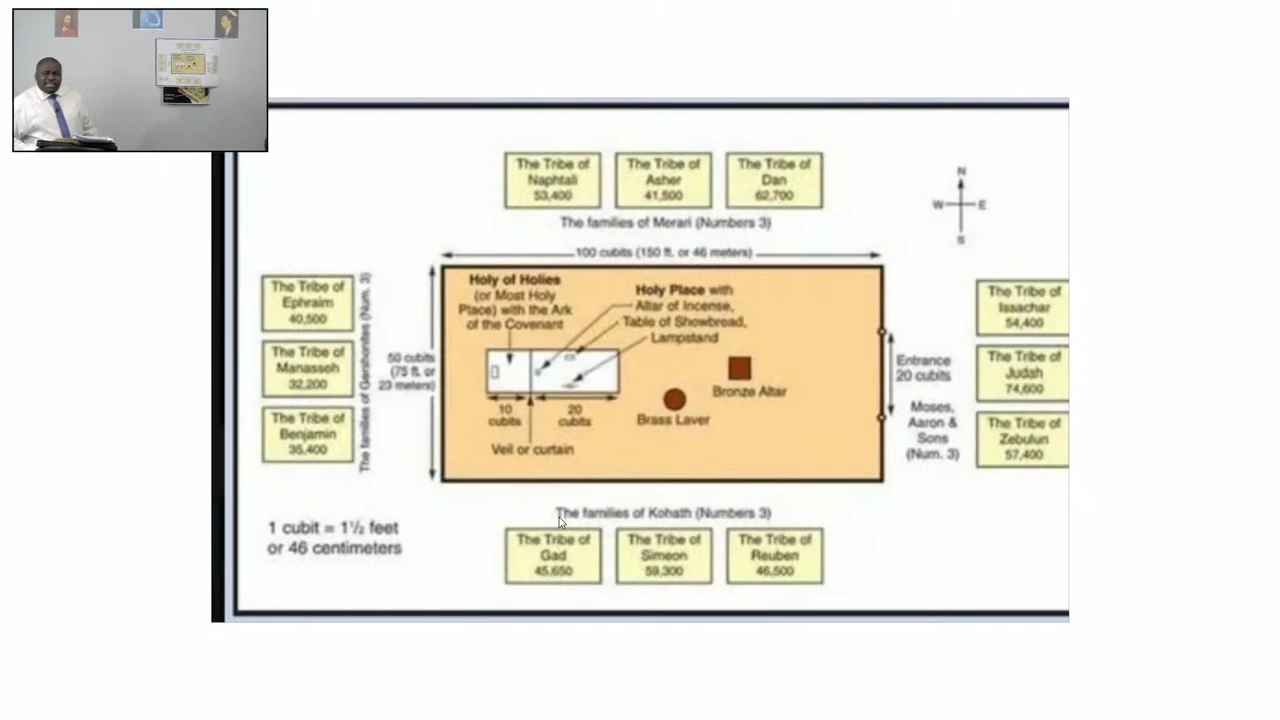 The Tribe of
Naphtali
53,400
The Tribe of
Asher
41,500
The Tribe of
Dan
62,700
The families of Merari (Numbers 3)
N
W
E
S
100 cubits (150 ft. or 46 meters)
The Tribe of
Ephraim
40,500
The Tribe of
Manasseh
32,200
The Tribe of
Benjamin
35,400
The families of Gershonites (Num. 3)
50 cubits
(75 ft. or
23 meters)
Holy of Holies
(or Most Holy
Place) with the Ark
of the Covenant
Holy Place with
Altar of Incense,
Table of Showbread,
Lampstand
10
cubits
20
cubits
Veil or curtain
Brass Laver
Bronze Altar
Entrance
20 cubits
Moses,
Aaron &
Sons
(Num. 3)
The Tribe of
Issachar
54,400
The Tribe of
Judah
74,600
The Tribe of
Zebulun
57,400
1 cubit = 1 1/2 feet
or 46 centimeters
The families of Kohath (Numbers 3)
The Tribe of
Gad
45,650
The Tribe of
Simeon
59,300
The Tribe of
Reuben
46,500